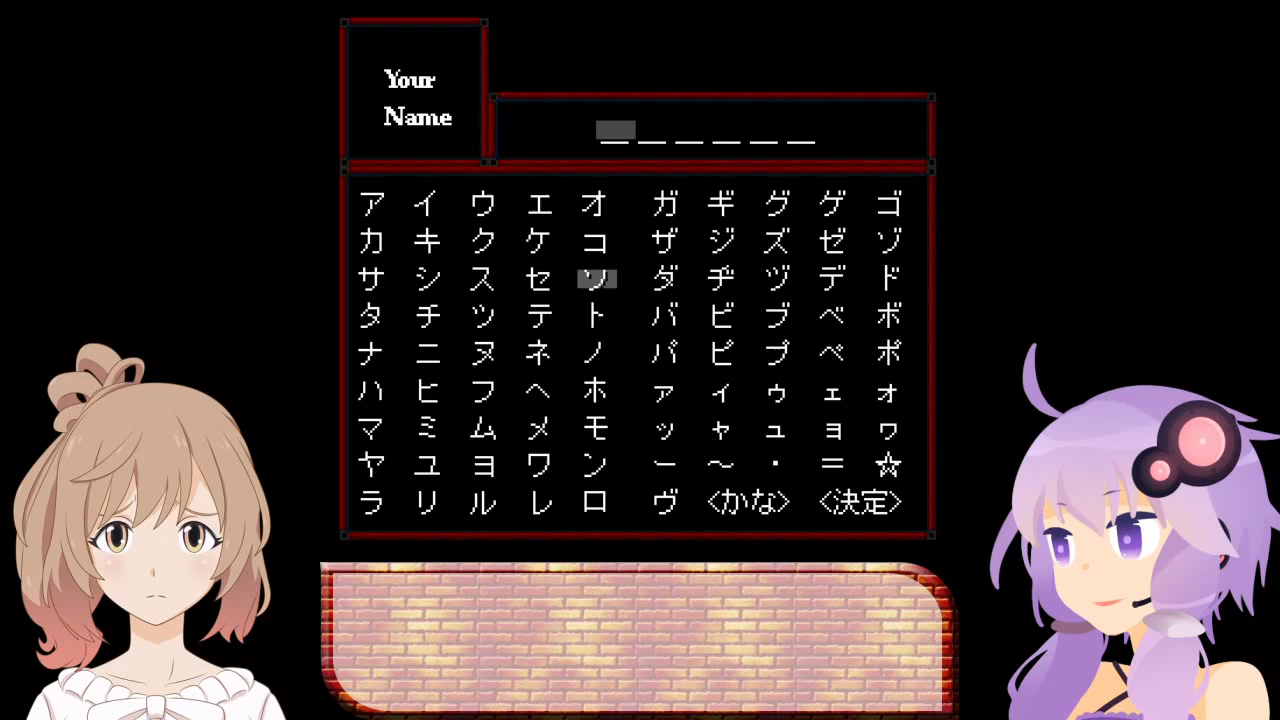 Your
Name
ア イ ウ エ オ ガ ギ グ ゲ ゴ
カ キ ク ケ コ ザ ジ ズ ゼ ゾ
サ シ ス セ ソ ダ ヂ ヅ デ ド
タ チ ツ テ ト バ ビ ブ ベ ボ
ナ ニ ヌ ネ ノ パ ピ プ ペ ポ
ハ ヒ フ ヘ ホ ァ ィ ゥ ェ ォ
マ ミ ム メ モ ッ ャ ュ ョ ヮ
ヤ ユ ヨ ワ ン ー ~ ・ = ☆
ラ リ ル レ ロ ヴ <かな> <決定>